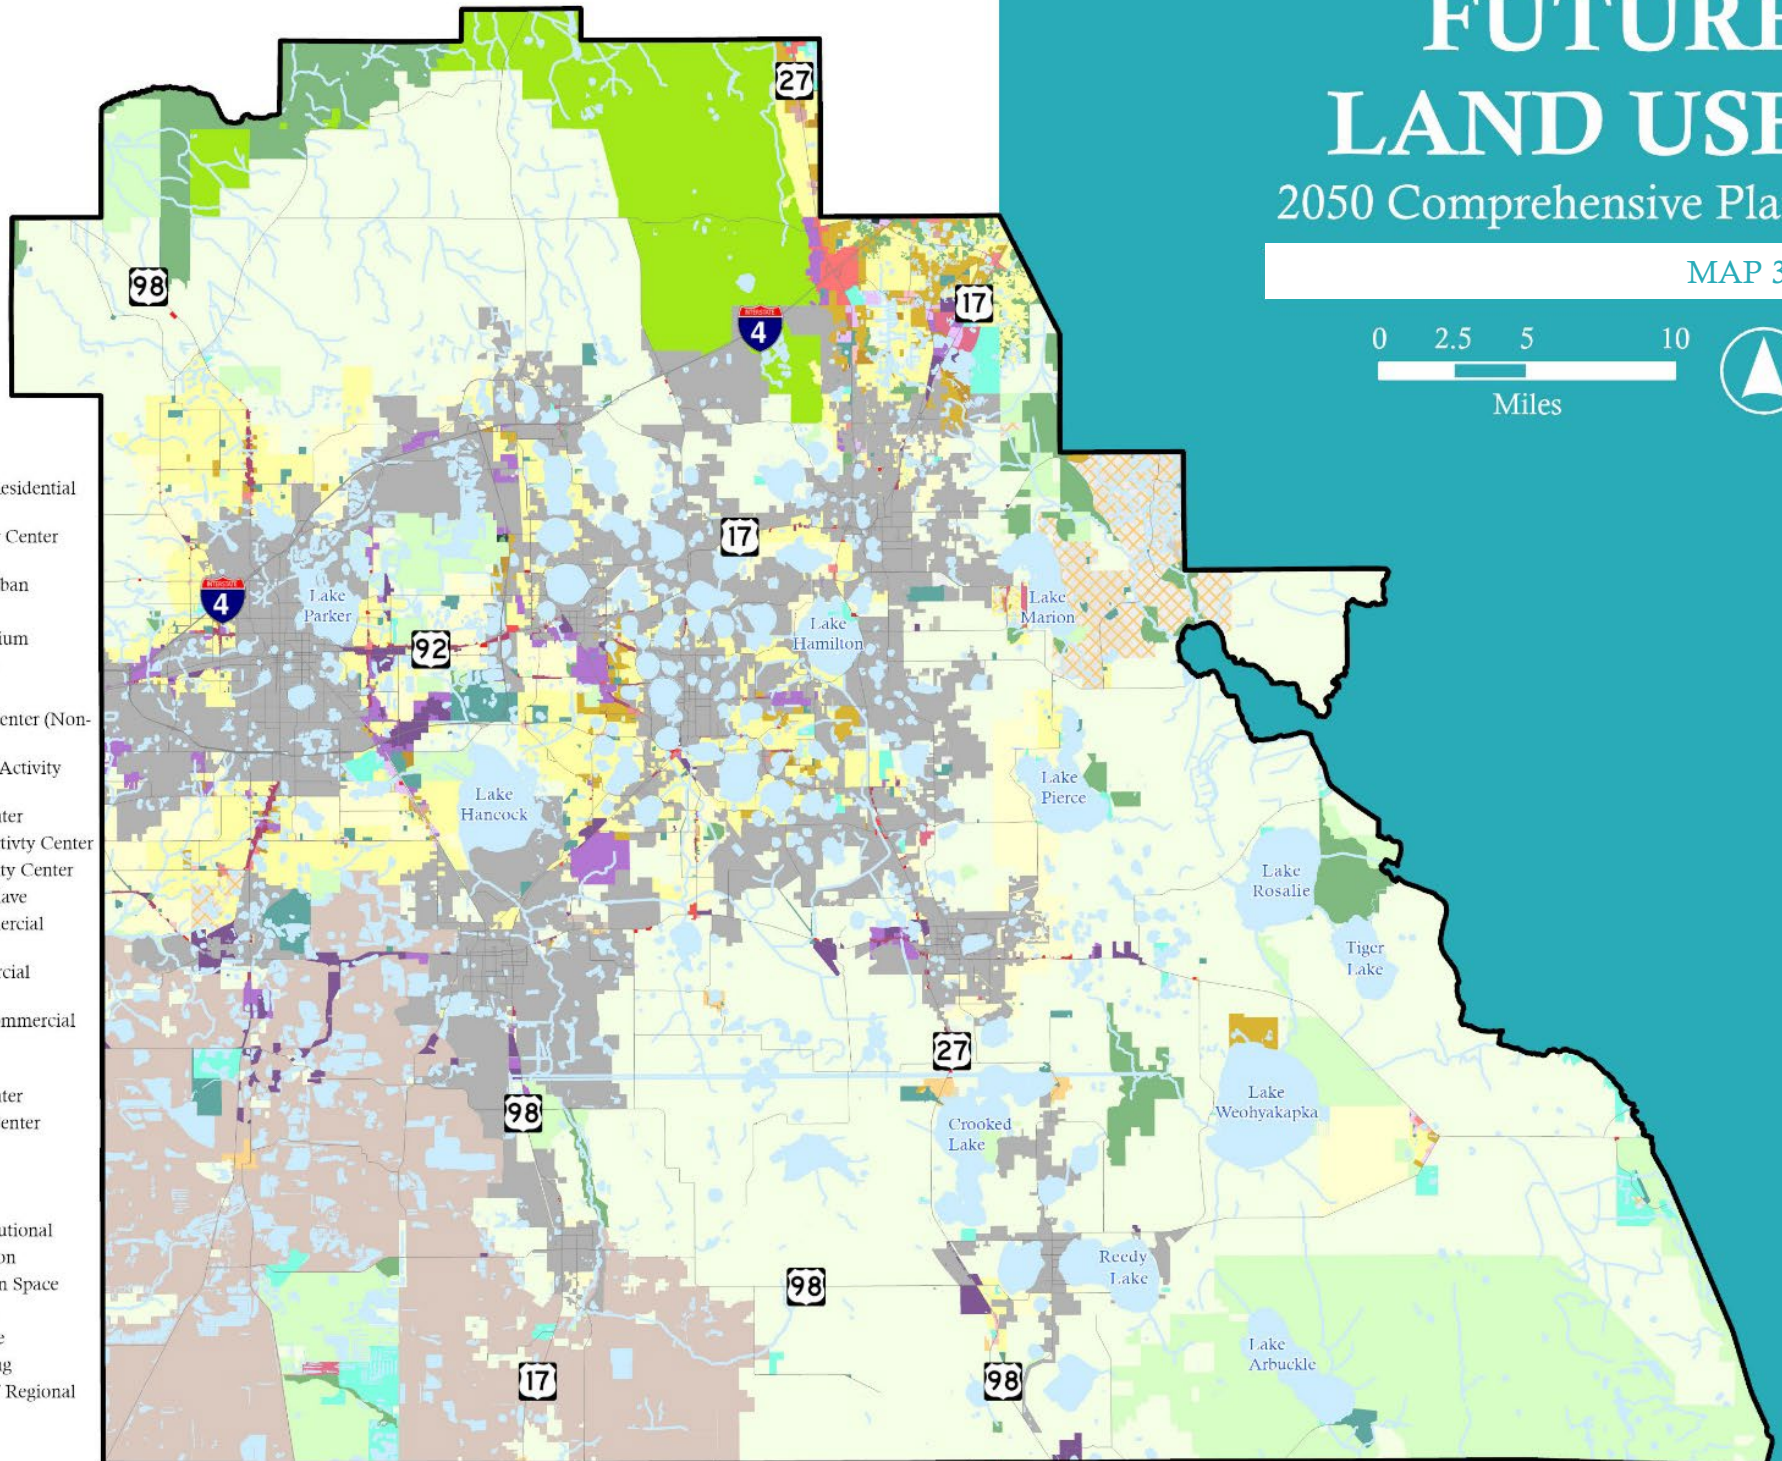 FUTURE
LAND USE
2050 Comprehensive Pla
MAP 3
0 2.5 5 10
Miles
27
98
17
INTERSTATE
4
17
INTERSTATE
4
Lake
Parker
92
Lake
Hamilton
Lake
Marion
Lake
Hancock
Lake
Pierce
Lake
Rosalie
Tiger
Lake
27
98
Crooked
Lake
Lake
Weohyakapka
98
Reedy
Lake
17
98
Lake
Arbuckle
esidential
Center
ban
ium
enter (Non-
Activity
ter
tivty Center
ty Center
ave
ercial
cial
mmercial
ter
enter
utional
on
n Space
e
g
f Regional